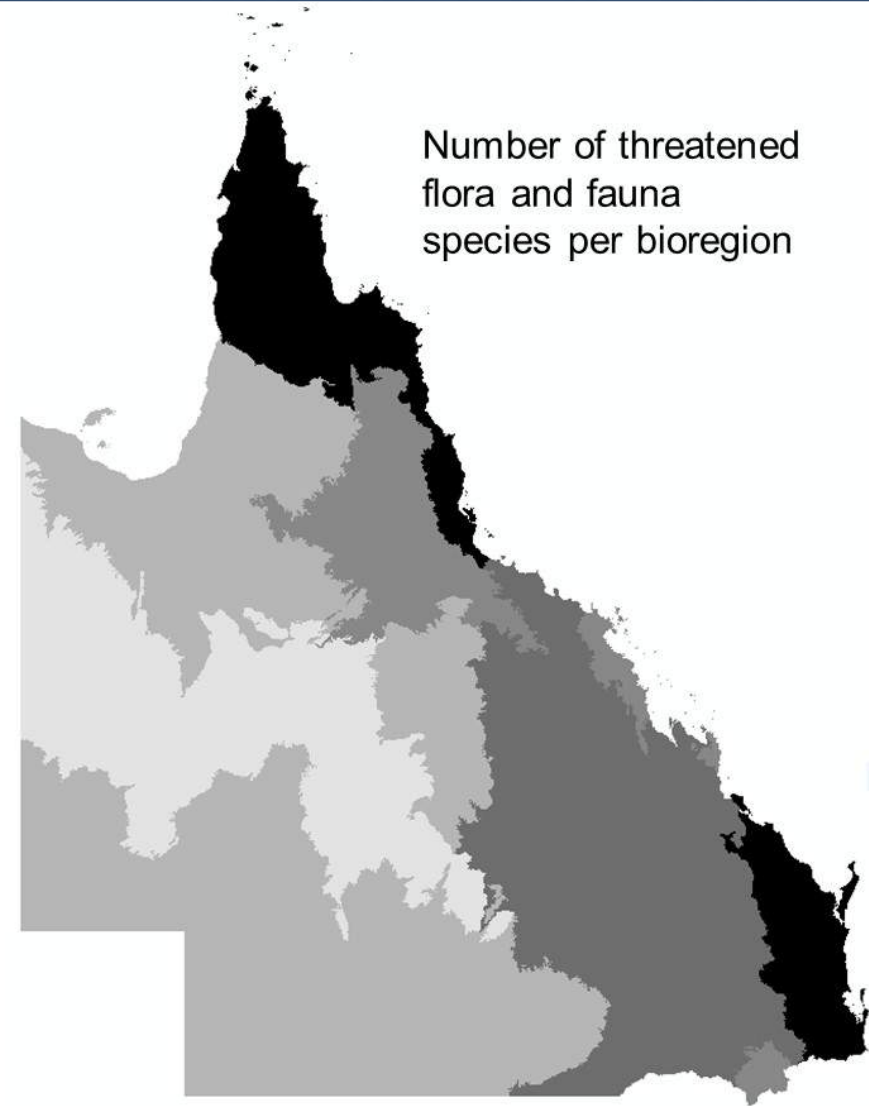 Number of threatened
flora and fauna
species per bioregion